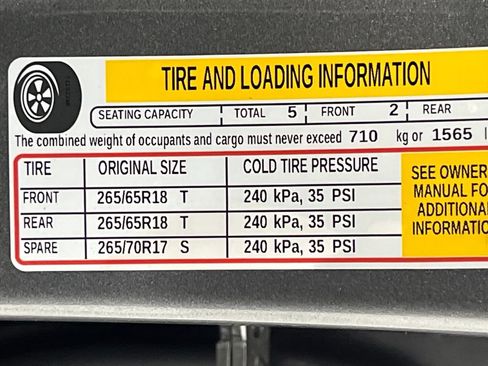 TIRE AND LOADING INFORMATION
SEATING CAPACITY TOTAL 5 FRONT 2 REAR
The combined weight of occupants and cargo must never exceed 710 kg or 1565
TIRE ORIGINAL SIZE COLD TIRE PRESSURE
FRONT 265/65R18 T 240 kPa, 35 PSI
REAR 265/65R18 T 240 kPa, 35 PSI
SPARE 265/70R17 S 240 kPa, 35 PSI
SEE OWNER
MANUAL FO
ADDITIONAL
INFORMATION